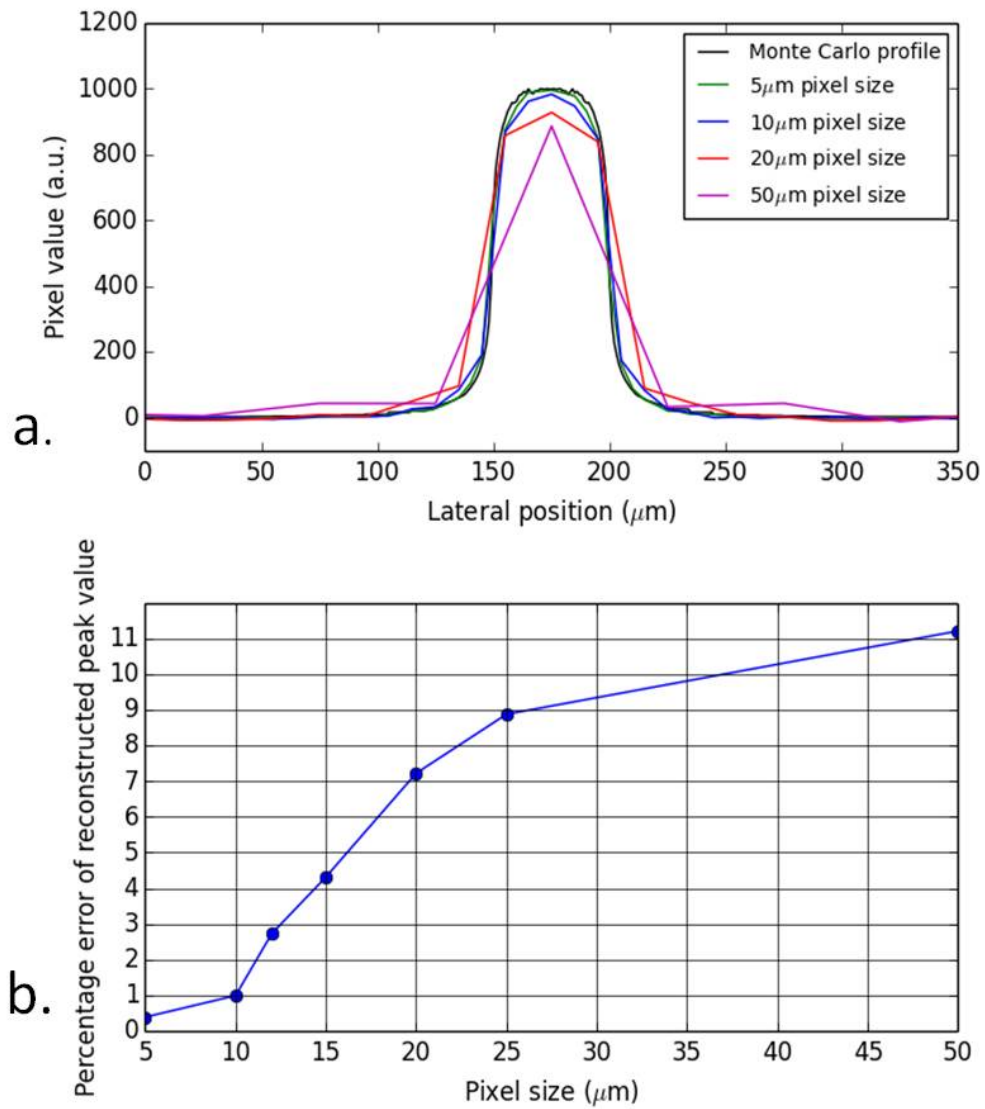 1200
1000
800
600
400
200
0
Pixel value (a.u.)
Monte Carlo profile
5μm pixel size
10μm pixel size
20μm pixel size
50μm pixel size
a.
0 50 100 150 200 250 300 350
Lateral position (μm)
Percentage error of reconstructed peak value
11
10
9
8
7
6
5
4
3
2
1
0
b.
5 10 15 20 25 30 35 40 45 50
Pixel size (μm)